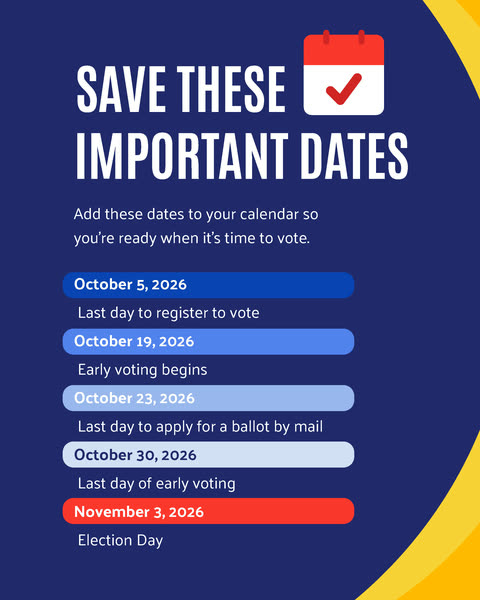 SAVE THESE
IMPORTANT DATES
Add these dates to your calendar so
you're ready when it's time to vote.
October 5, 2026
Last day to register to vote
October 19, 2026
Early voting begins
October 23, 2026
Last day to apply for a ballot by mail
October 30, 2026
Last day of early voting
November 3, 2026
Election Day